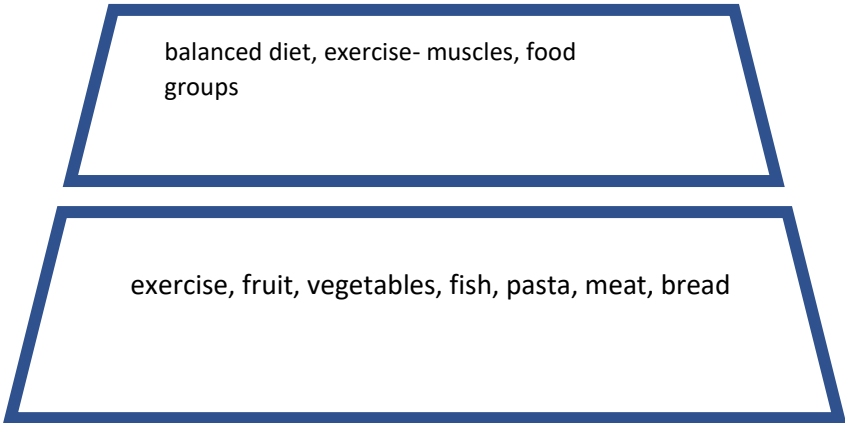 balanced diet, exercise- muscles, food
groups
exercise, fruit, vegetables, fish, pasta, meat, bread